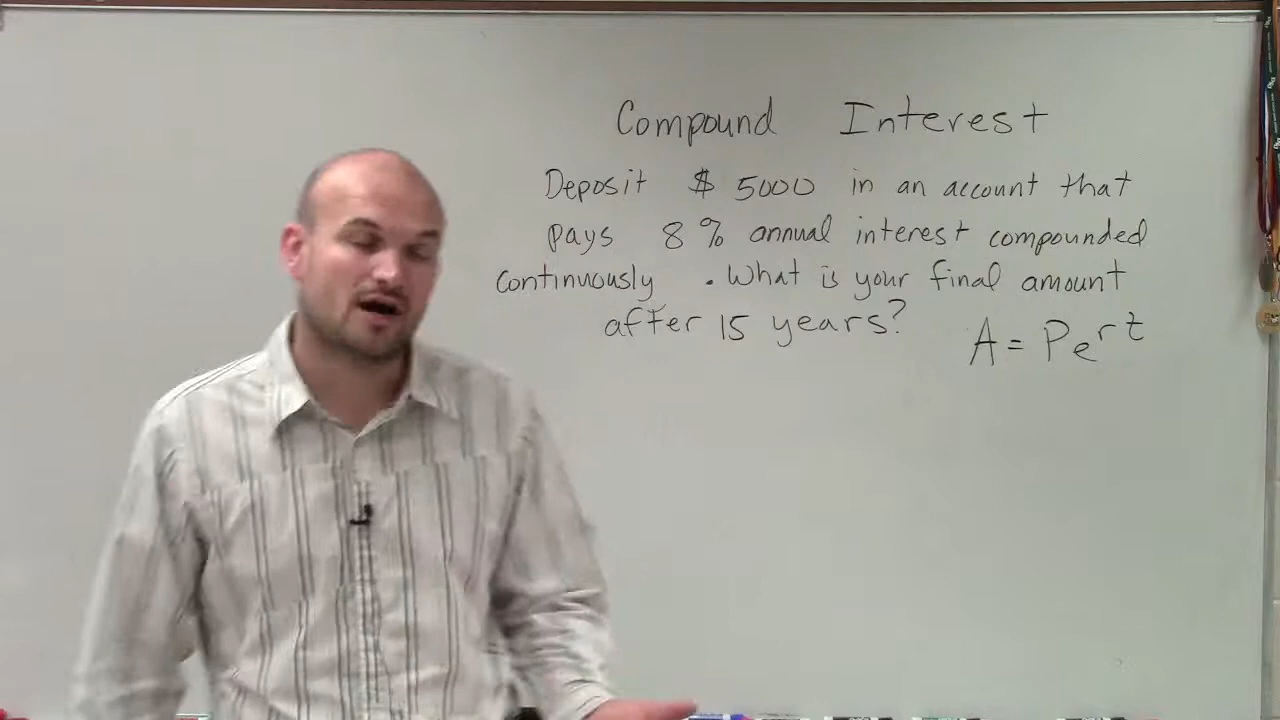 Compound Interest
Deposit $ 5000 in an account that
pays 8% annual interest compounded
continuously . What is your final amount
after 15 years?
A = Pe^rt